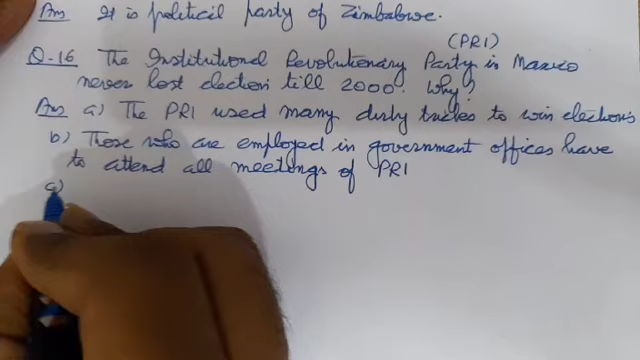 Ans It is political party of Zimbabwe.
(PRI)
Q-16 The Institutional Revolutionary Party in Mexico
never lost election till 2000. Why?
Ans a) The PRI used many dirty tricks to win elections
b) Those who are employed in government offices have
to attend all meetings of PRI
c)